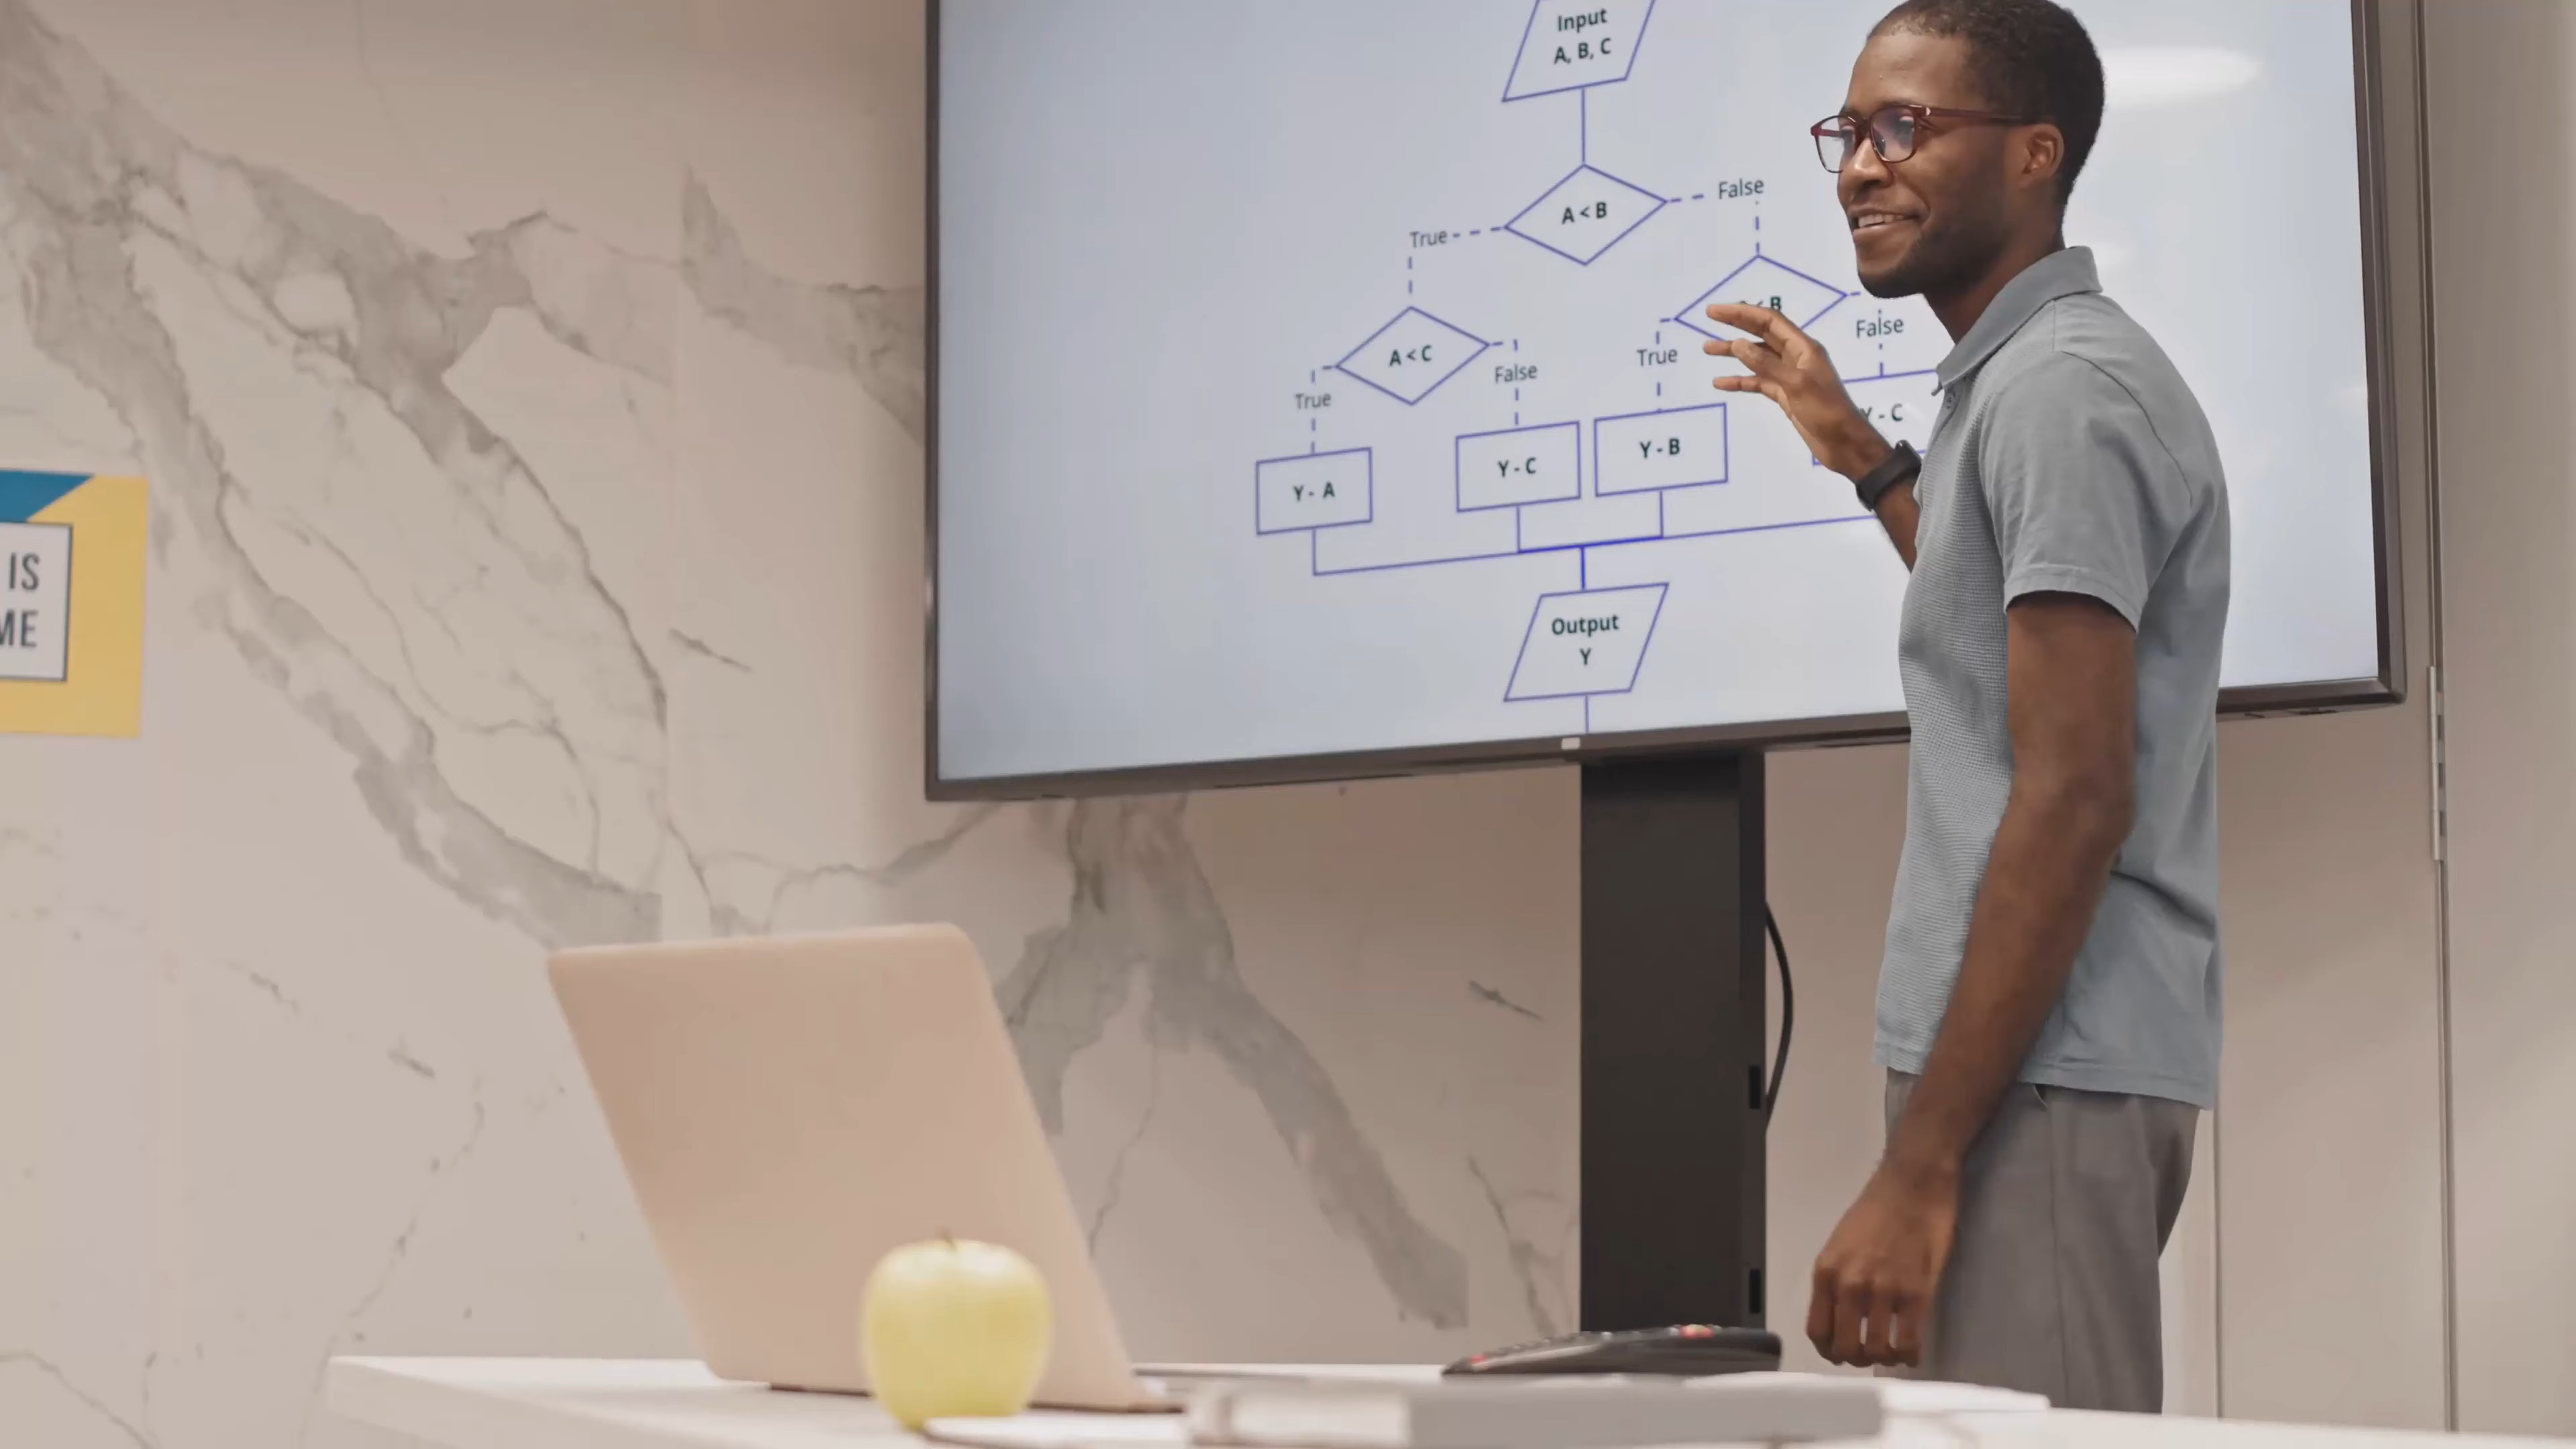 IS
ME
Input
A, B, C
A < B
False
True
< B
False
A < C
True
False
True
Y - C
Y - B
Y - C
Y - A
Output
Y